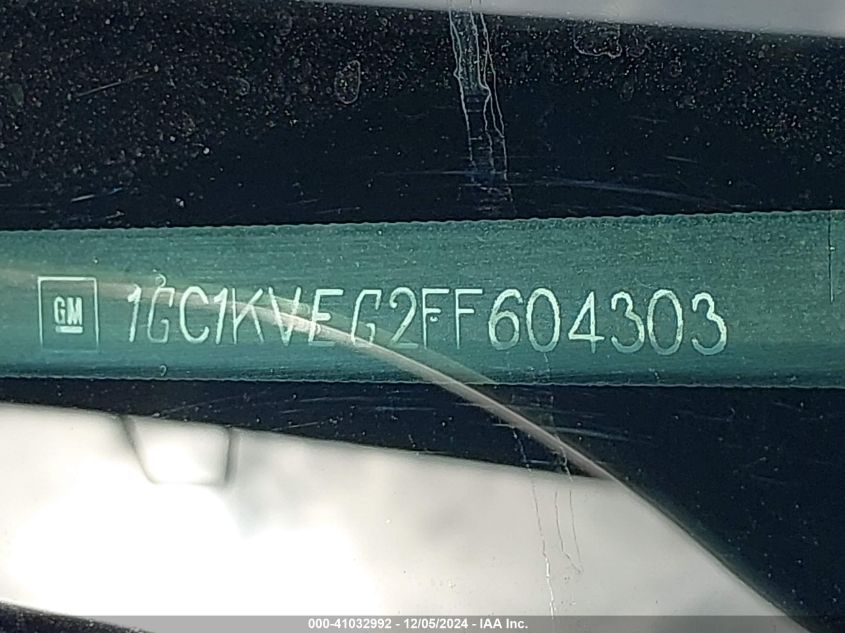 GM 1GC1KVEG2FF604303
000-41032992 - 12/05/2024 - IAA Inc.